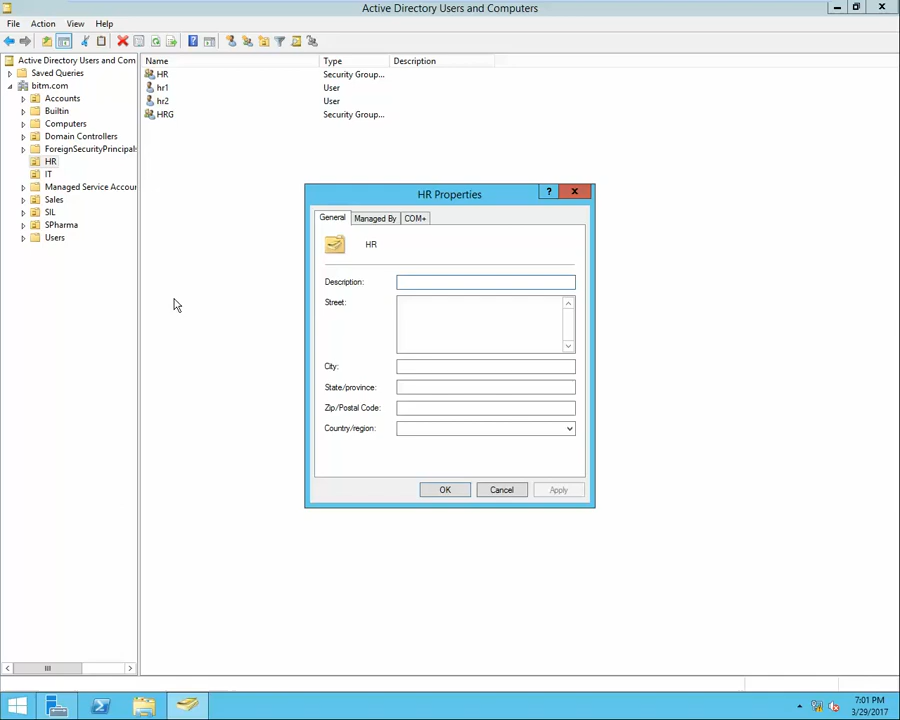 Active Directory Users and Computers
File Action View Help
Active Directory Users and Com
Saved Queries
bitm.com
Accounts
Builtin
Computers
Domain Controllers
ForeignSecurityPrincipals
HR
IT
Managed Service Accou
Sales
SIL
SPharma
Users
Name Type Description
HR Security Group...
hr1 User
hr2 User
HRG Security Group...
HR Properties
General Managed By COM+
HR
Description:
Street:
City:
State/province:
Zip/Postal Code:
Country/region:
OK Cancel Apply
7:01 PM
3/29/2017